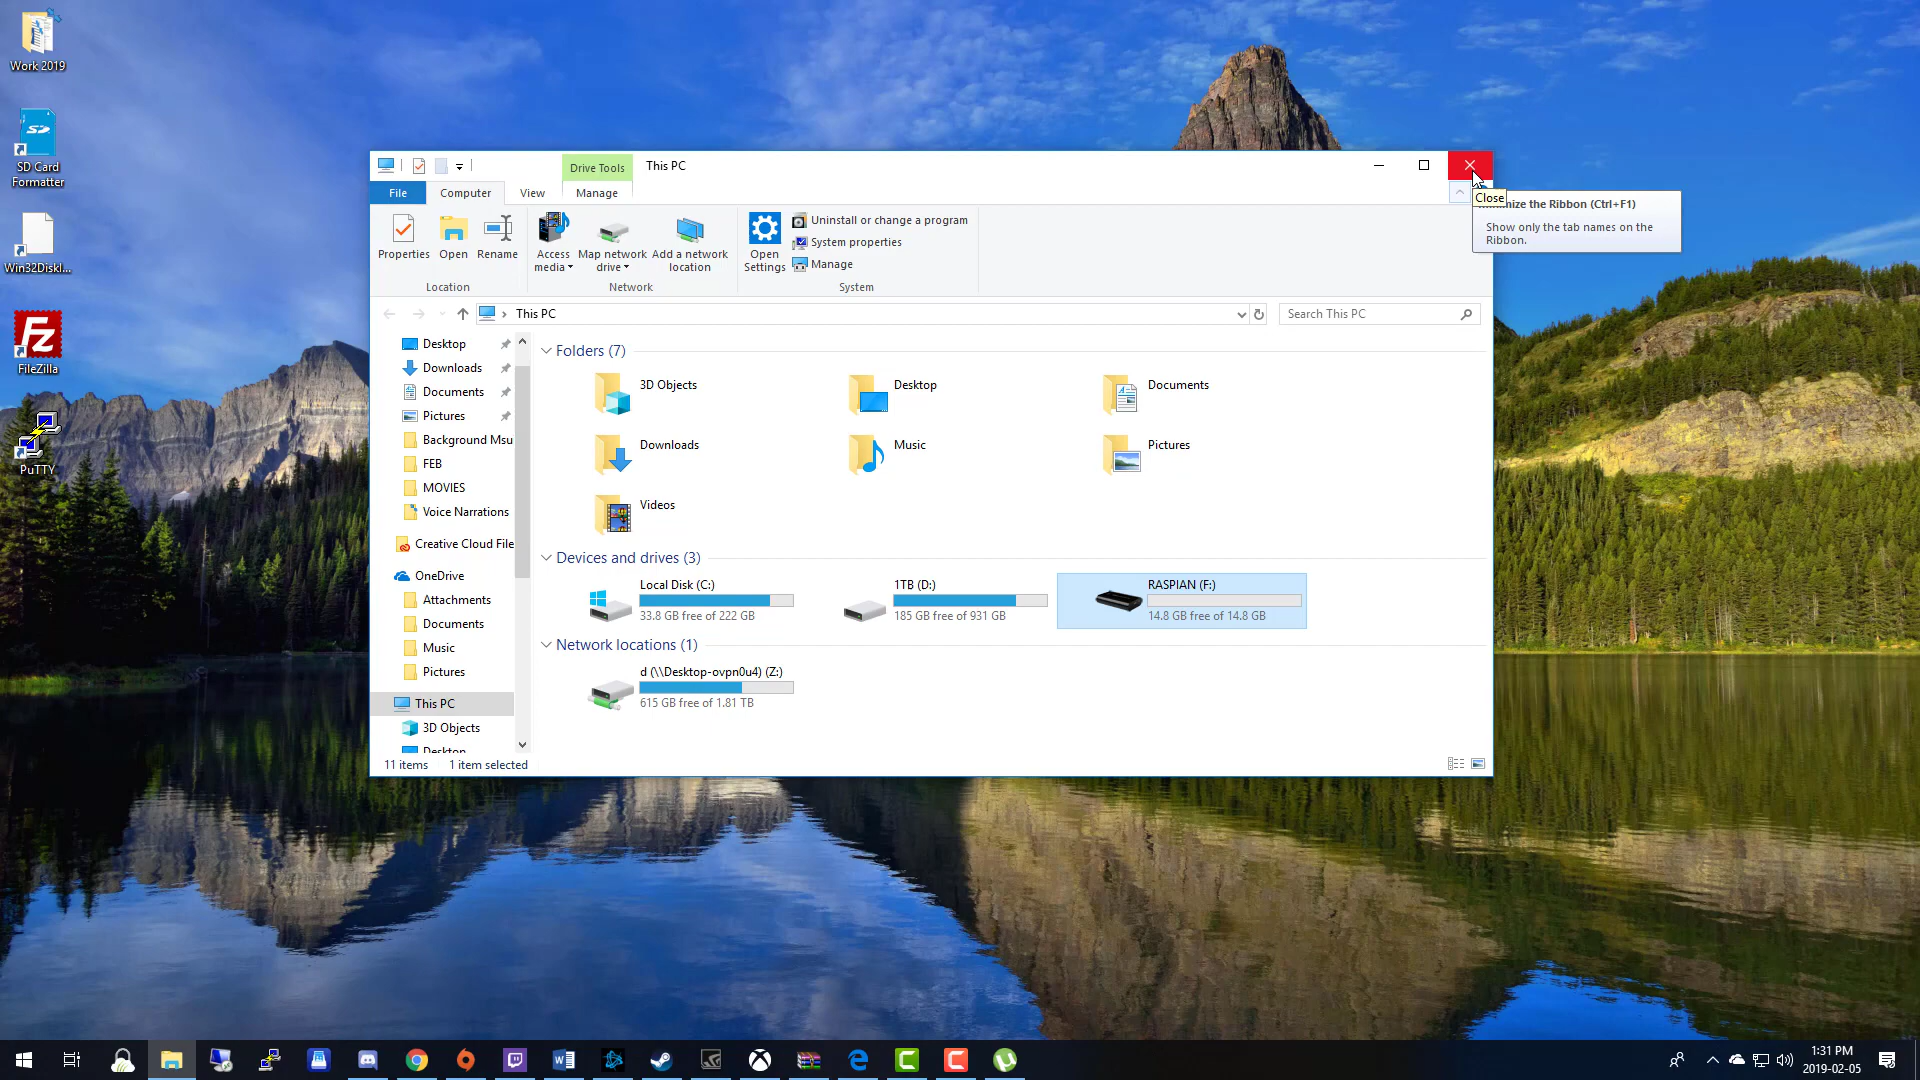 Work 2019
SD Card
Formatter
Win32DiskI...
FileZilla
PuTTY
Drive Tools
This PC
File
Computer
View
Manage
Close
ize the Ribbon (Ctrl+F1)
Show only the tab names on the
Ribbon.
Properties
Open
Rename
Location
Access
media
Map network
drive
Add a network
location
Network
Open
Settings
Uninstall or change a program
System properties
Manage
System
This PC
Search This PC
Desktop
Downloads
Documents
Pictures
Background Msu
FEB
MOVIES
Voice Narrations
Creative Cloud File
OneDrive
Attachments
Documents
Music
Pictures
This PC
3D Objects
Desktop
Folders (7)
3D Objects
Desktop
Documents
Downloads
Music
Pictures
Videos
Devices and drives (3)
Local Disk (C:)
33.8 GB free of 222 GB
1TB (D:)
185 GB free of 931 GB
RASPIAN (F:)
14.8 GB free of 14.8 GB
Network locations (1)
d (\\Desktop-ovpn0u4) (Z:)
615 GB free of 1.81 TB
11 items
1 item selected
1:31 PM
2019-02-05